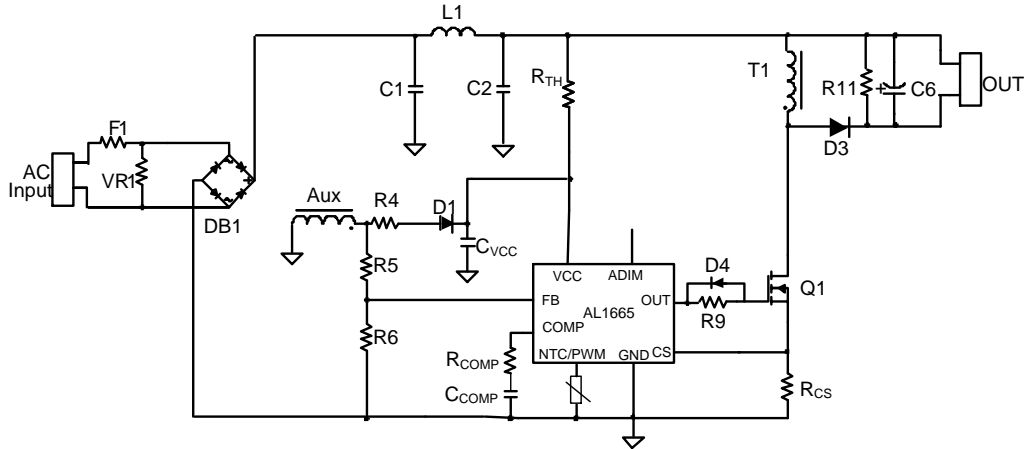 L1
C1
C2
RTH
T1
R11
+
C6
OUT
D3
F1
AC
Input
VR1
DB1
Aux
R4
D1
CVCC
R5
R6
VCC
ADIM
FB
OUT
AL1665
COMP
NTC/PWM
GND
CS
D4
R9
Q1
RCOMP
CCOMP
RCS